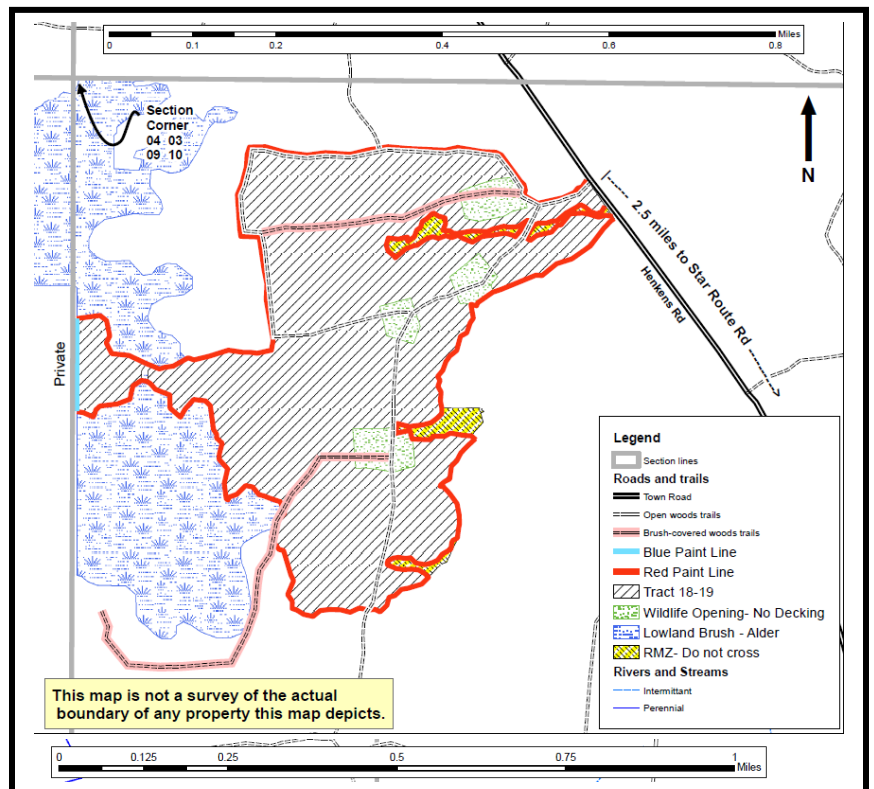 Miles
0 0.1 0.2 0.4 0.6 0.8
Section
Corner
04 03
09 10
N
2.5 miles to Star Route Rd
Henkens Rd
Private
Legend
Section lines
Roads and trails
Town Road
Open woods trails
Brush-covered woods trails
Blue Paint Line
Red Paint Line
Tract 18-19
Wildlife Opening- No Decking
Lowland Brush - Alder
RMZ- Do not cross
Rivers and Streams
Intermittant
Perennial
This map is not a survey of the actual
boundary of any property this map depicts.
0 0.125 0.25 0.5 0.75 1
Miles